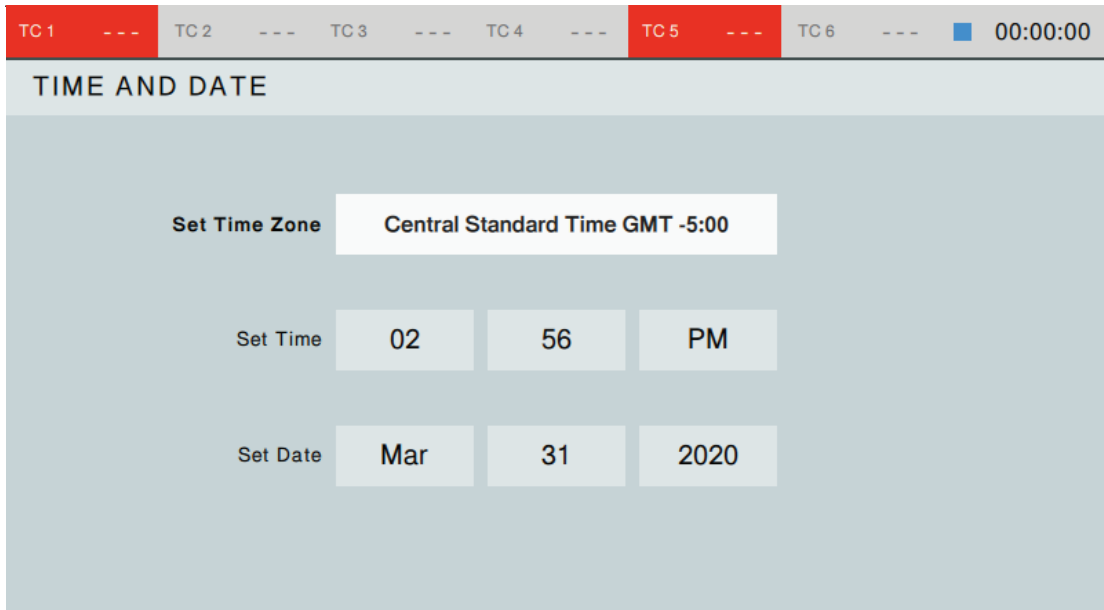 TC 1 - - - TC 2 - - - TC 3 - - - TC 4 - - - TC 5 - - - TC 6 - - - 00:00:00
TIME AND DATE
Set Time Zone Central Standard Time GMT -5:00
Set Time 02 56 PM
Set Date Mar 31 2020